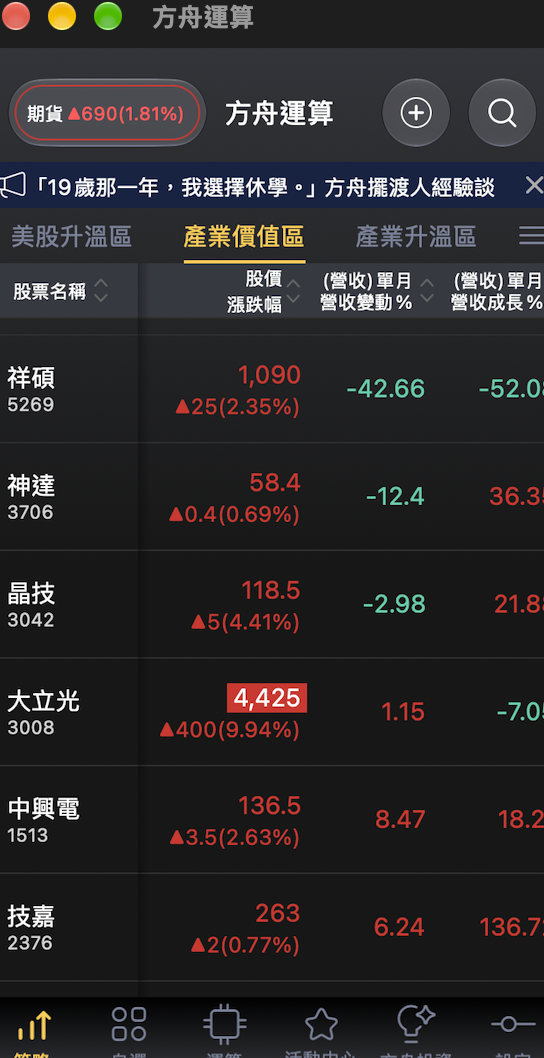 方舟運算
期貨 ▲690(1.81%)
方舟運算
「19歲那一年,我選擇休學。」方舟擺渡人經驗談
美股升溫區 產業價值區 產業升溫區
股票名稱 股價 漲跌幅 (營收)單月 營收變動% (營收)單月 營收成長%
祥碩 1,090 -42.66
5269 ▲25(2.35%)
神達 58.4 -12.4
3706 ▲0.4(0.69%)
晶技 118.5 -2.98
3042 ▲5(4.41%)
大立光 4,425 1.15
3008 ▲400(9.94%)
中興電 136.5 8.47 18.2
1513 ▲3.5(2.63%)
技嘉 263 6.24
2376 ▲2(0.77%)